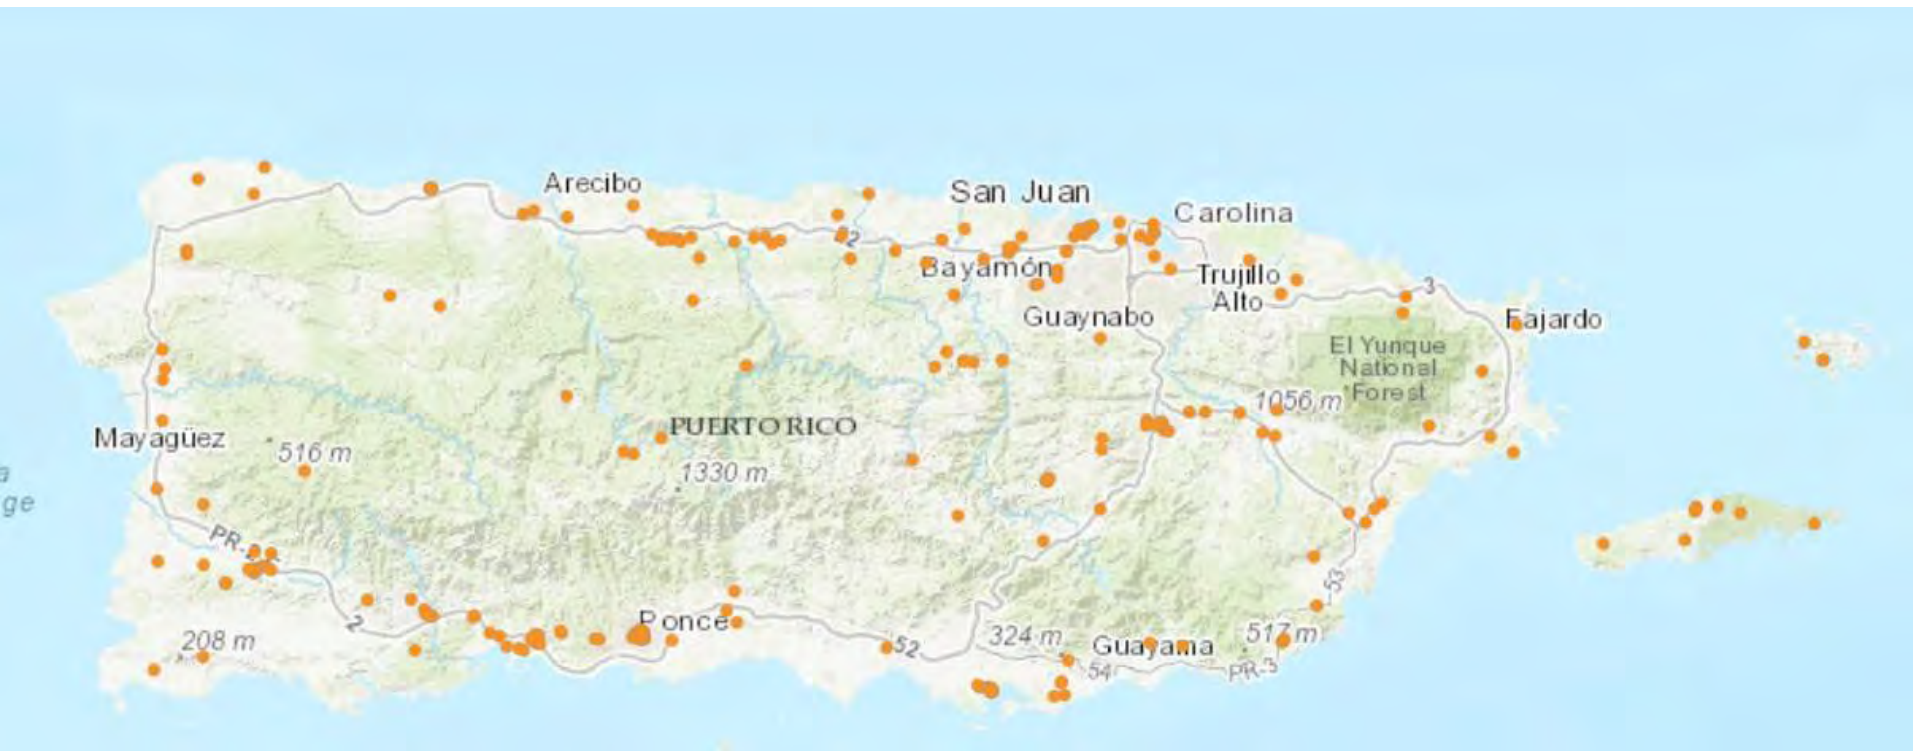 Arecibo
San Juan
Carolina
2
Bayamón
Trujillo
Alto
3
Guaynabo
Fajardo
El Yunque
National
Forest
1056 m
PUERTO RICO
Mayagüez
516 m
1330 m
a
ge
PR-2
53
2
Ponce
208 m
52
324 m
Guayama
517 m
54
PR-3